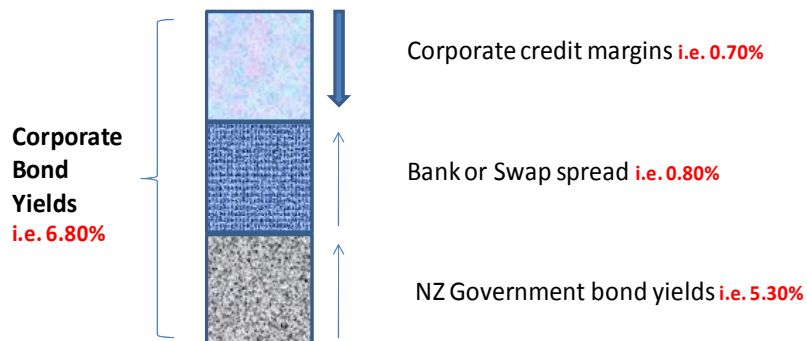 Corporate credit margins i.e. 0.70%
Corporate
Bond
Yields
i.e. 6.80%
Bank or Swap spread i.e. 0.80%
NZ Government bond yields i.e. 5.30%